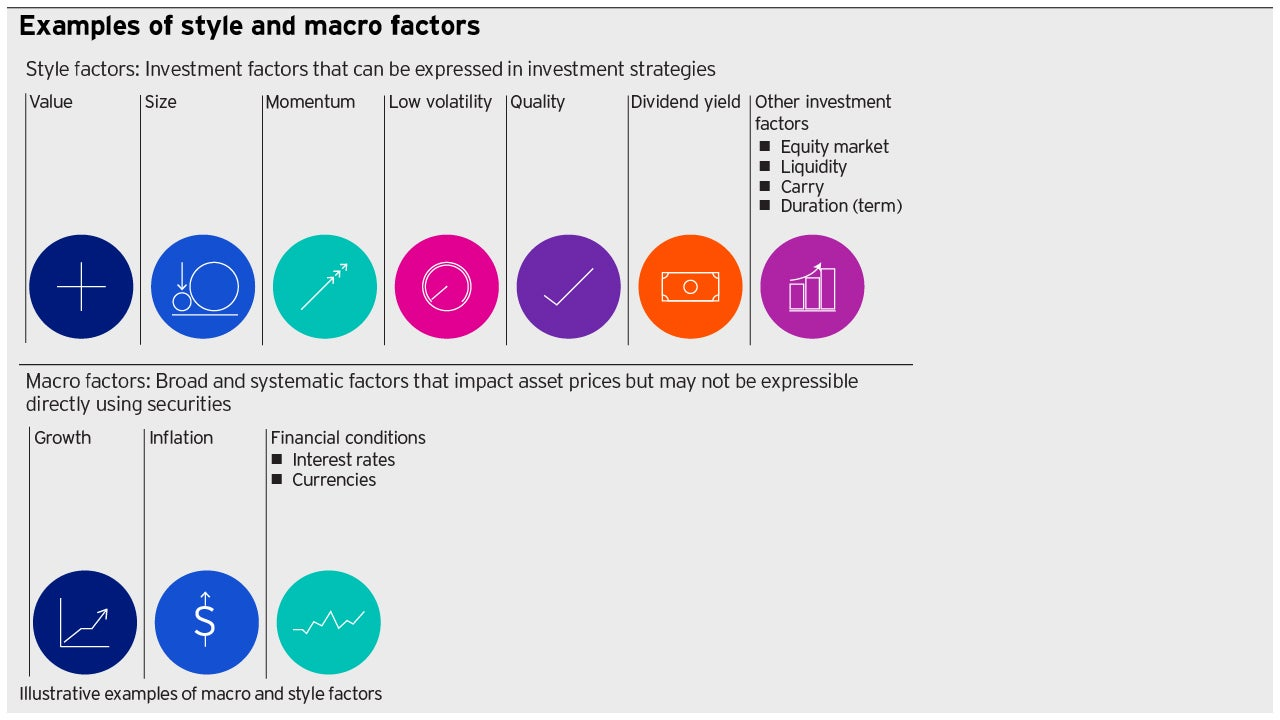 Examples of style and macro factors
Style factors: Investment factors that can be expressed in investment strategies
Value
Size
Momentum
Low volatility
Quality
Dividend yield
Other investment
factors
■ Equity market
■ Liquidity
■ Carry
■ Duration (term)
Macro factors: Broad and systematic factors that impact asset prices but may not be expressible
directly using securities
Growth
Inflation
Financial conditions
■ Interest rates
■ Currencies
$
Illustrative examples of macro and style factors